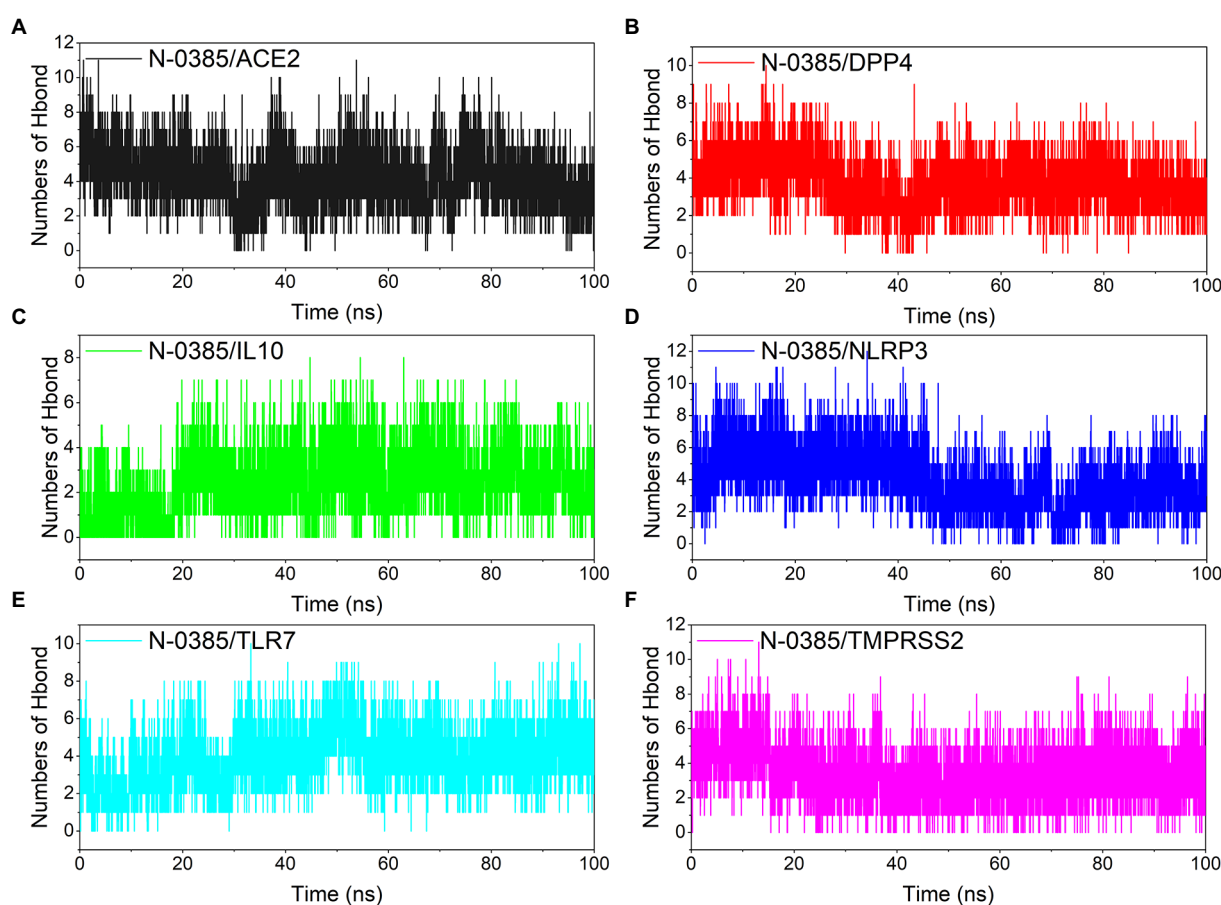 A
N-0385/ACE2
Numbers of Hbond
12
10
8
6
4
2
0
0 20 40 60 80 100
Time (ns)
B
N-0385/DPP4
Numbers of Hbond
10
8
6
4
2
0
0 20 40 60 80 100
Time (ns)
C
N-0385/IL10
Numbers of Hbond
8
6
4
2
0
0 20 40 60 80 100
Time (ns)
D
N-0385/NLRP3
Numbers of Hbond
12
10
8
6
4
2
0
0 20 40 60 80 100
Time (ns)
E
N-0385/TLR7
Numbers of Hbond
10
8
6
4
2
0
0 20 40 60 80 100
Time (ns)
F
N-0385/TMPRSS2
Numbers of Hbond
12
10
8
6
4
2
0
0 20 40 60 80 100
Time (ns)